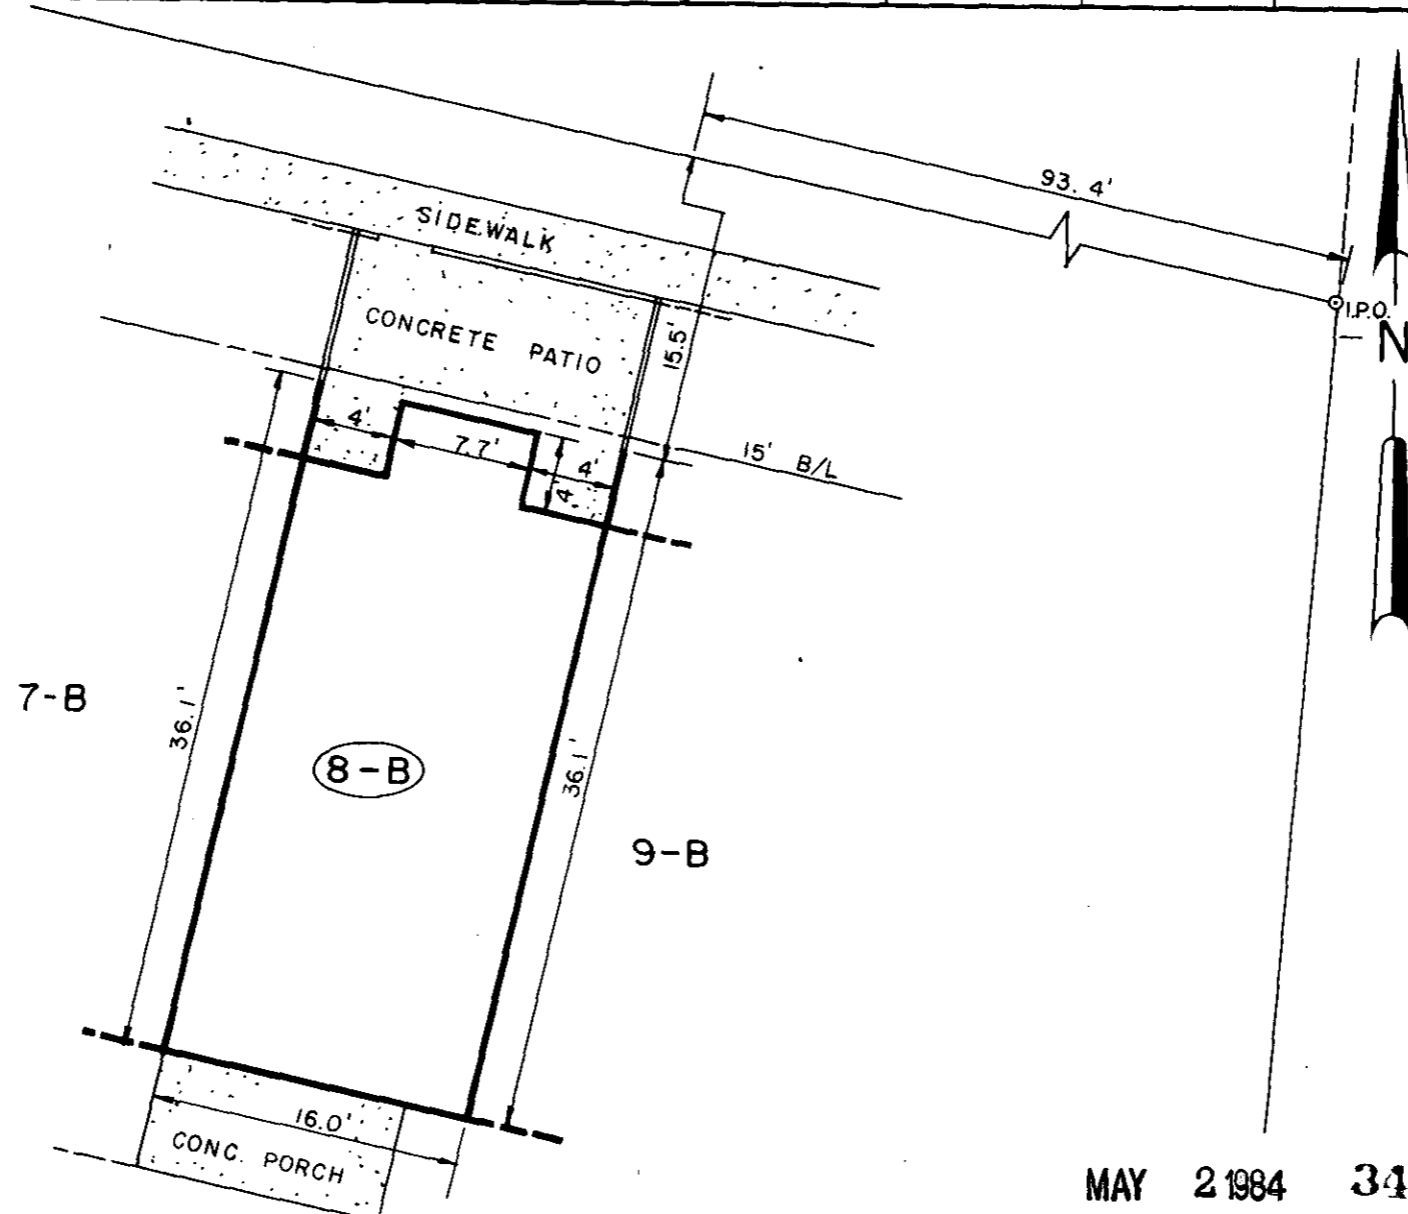 93.4'
SIDEWALK
I.P.O.
N
CONCRETE PATIO
15.5'
4'
7.7'
4'
4'
15' B/L
7-B
36.1'
8-B
36.1'
9-B
16.0'
CONC. PORCH
MAY 2 1984 34